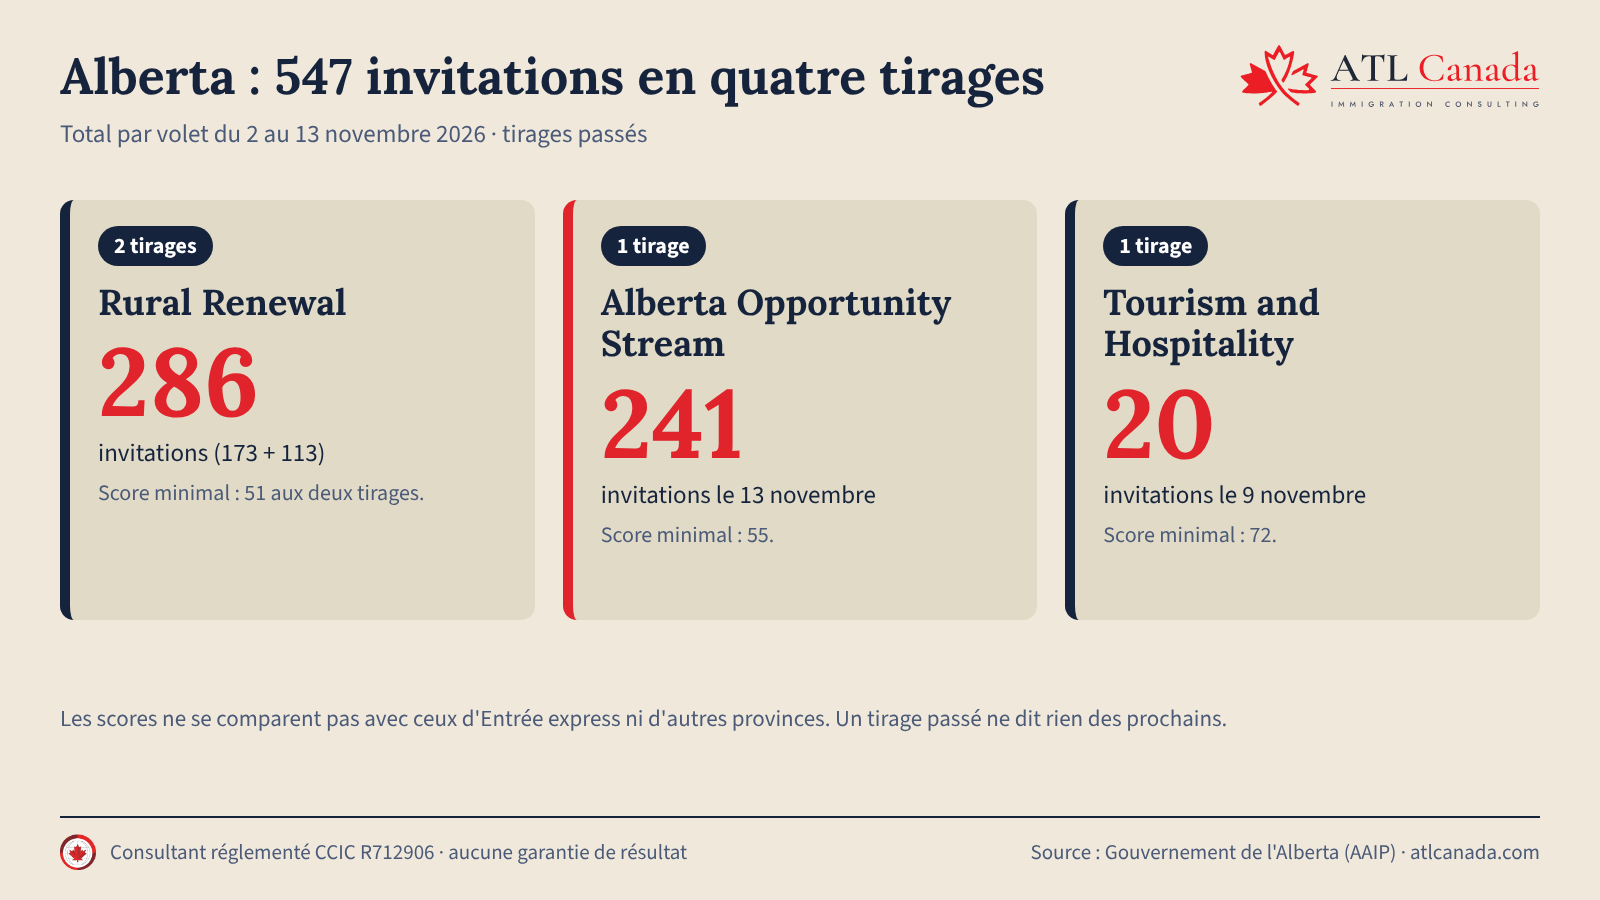 Alberta : 547 invitations en quatre tirages
ATL Canada
IMMIGRATION CONSULTING
Total par volet du 2 au 13 novembre 2026 · tirages passés
2 tirages
Rural Renewal
286
invitations (173 + 113)
Score minimal : 51 aux deux tirages.
1 tirage
Alberta Opportunity
Stream
241
invitations le 13 novembre
Score minimal : 55.
1 tirage
Tourism and
Hospitality
20
invitations le 9 novembre
Score minimal : 72.
Les scores ne se comparent pas avec ceux d'Entrée express ni d'autres provinces. Un tirage passé ne dit rien des prochains.
Consultant réglementé CCIC R712906 · aucune garantie de résultat
Source : Gouvernement de l'Alberta (AAIP) · atlcanada.com